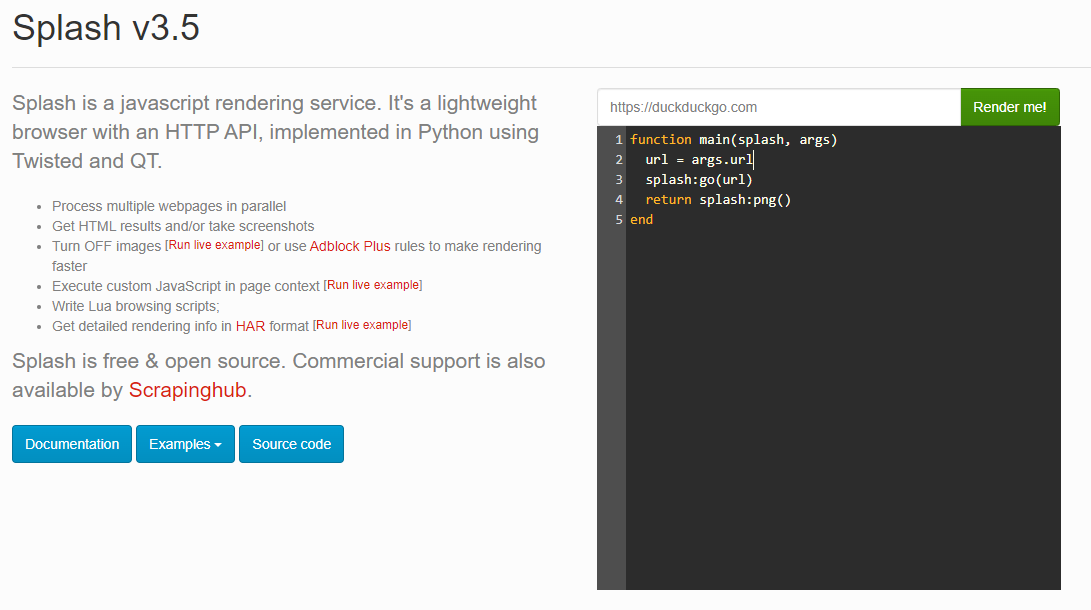 Splash v3.5
Splash is a javascript rendering service. It's a lightweight
browser with an HTTP API, implemented in Python using
Twisted and QT.
Process multiple webpages in parallel
Get HTML results and/or take screenshots
Turn OFF images [Run live example] or use Adblock Plus rules to make rendering
faster
Execute custom JavaScript in page context [Run live example]
Write Lua browsing scripts;
Get detailed rendering info in HAR format [Run live example]
Splash is free & open source. Commercial support is also
available by Scrapinghub.
Documentation Examples Source code
https://duckduckgo.com Render me!
1 function main(splash, args)
2 url = args.url
3 splash:go(url)
4 return splash:png()
5 end